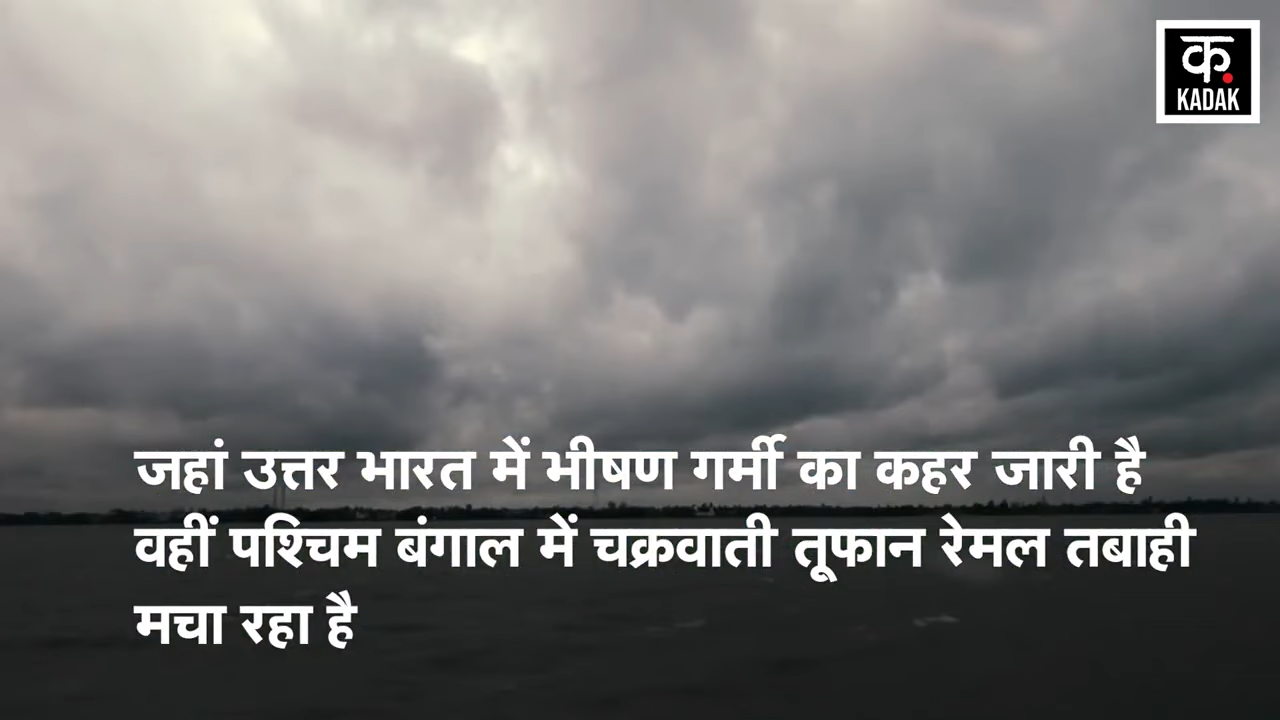 क.
KADAK
जहां उत्तर भारत में भीषण गर्मी का कहर जारी है
वहीं पश्चिम बंगाल में चक्रवाती तूफान रेमल तबाही
मचा रहा है